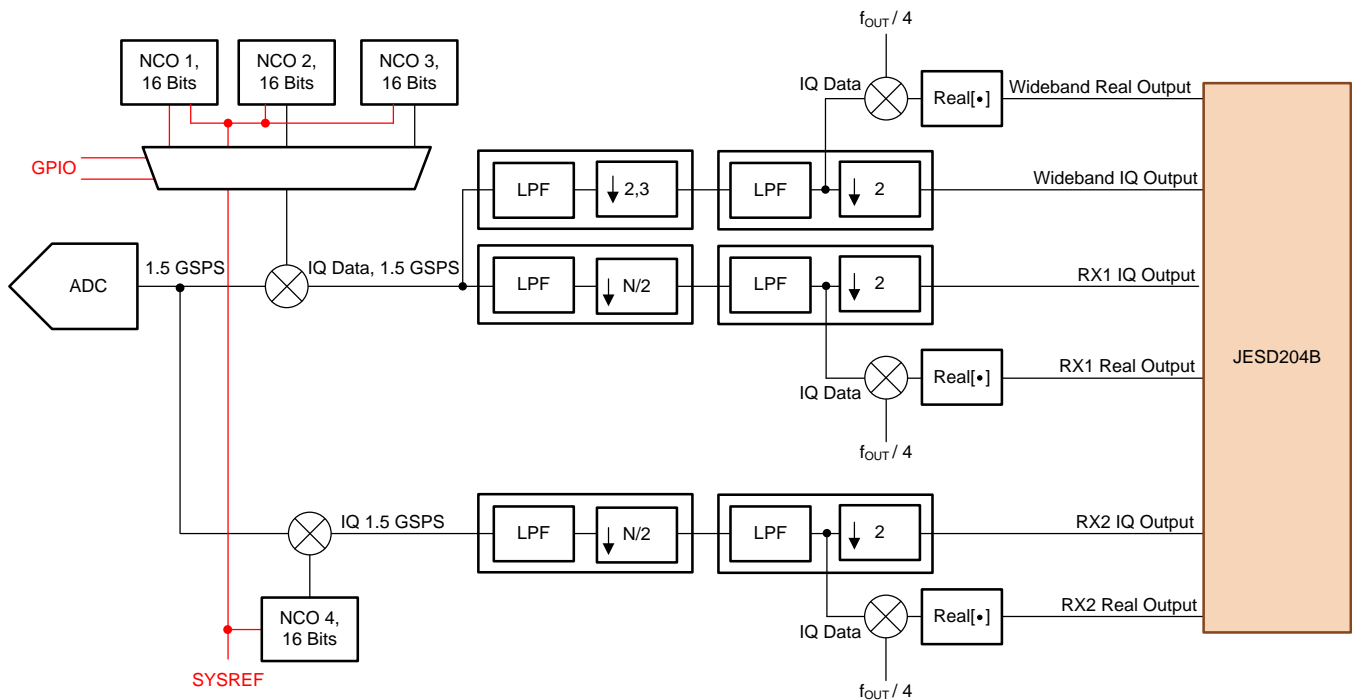 fOUT / 4
NCO 1,
16 Bits
NCO 2,
16 Bits
NCO 3,
16 Bits
IQ Data
Real[•]
Wideband Real Output
GPIO
LPF
2,3
LPF
2
Wideband IQ Output
ADC
1.5 GSPS
IQ Data, 1.5 GSPS
LPF
N/2
LPF
2
RX1 IQ Output
JESD204B
IQ Data
Real[•]
RX1 Real Output
fOUT / 4
IQ 1.5 GSPS
LPF
N/2
LPF
2
RX2 IQ Output
NCO 4,
16 Bits
IQ Data
Real[•]
RX2 Real Output
SYSREF
fOUT / 4